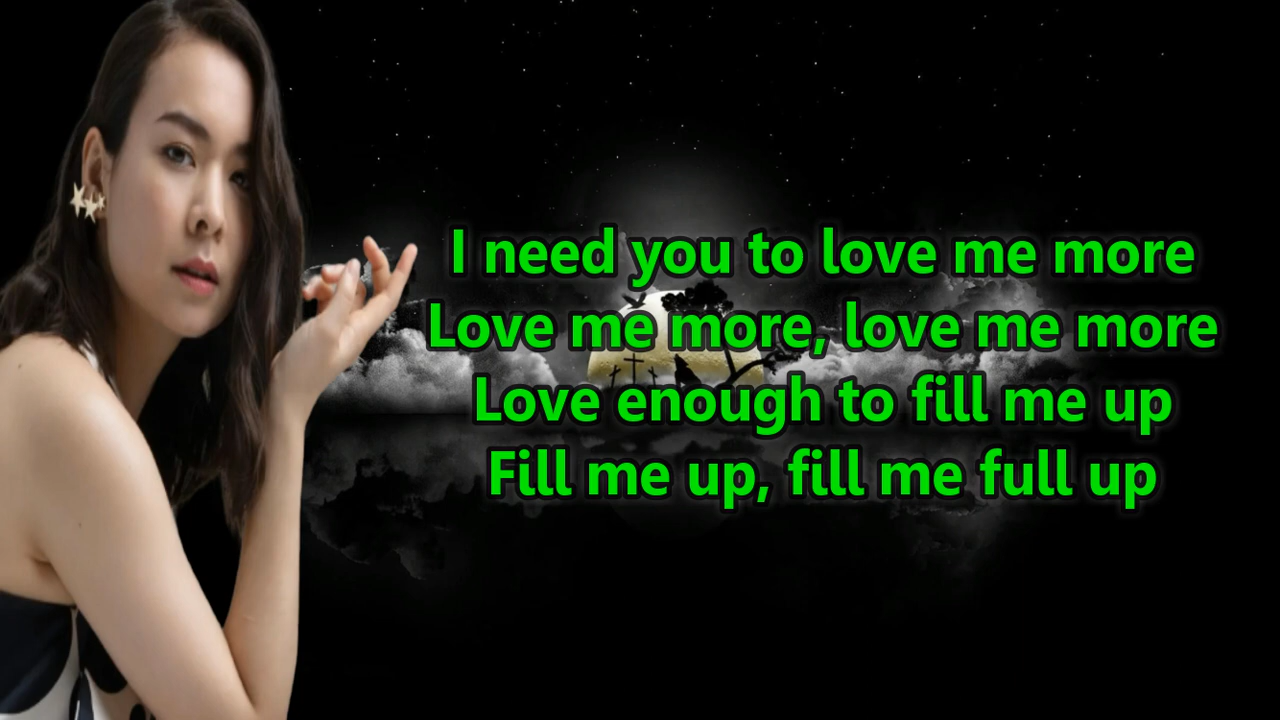 I need you to love me more
Love me more, love me more
Love enough to fill me up
Fill me up, fill me full up